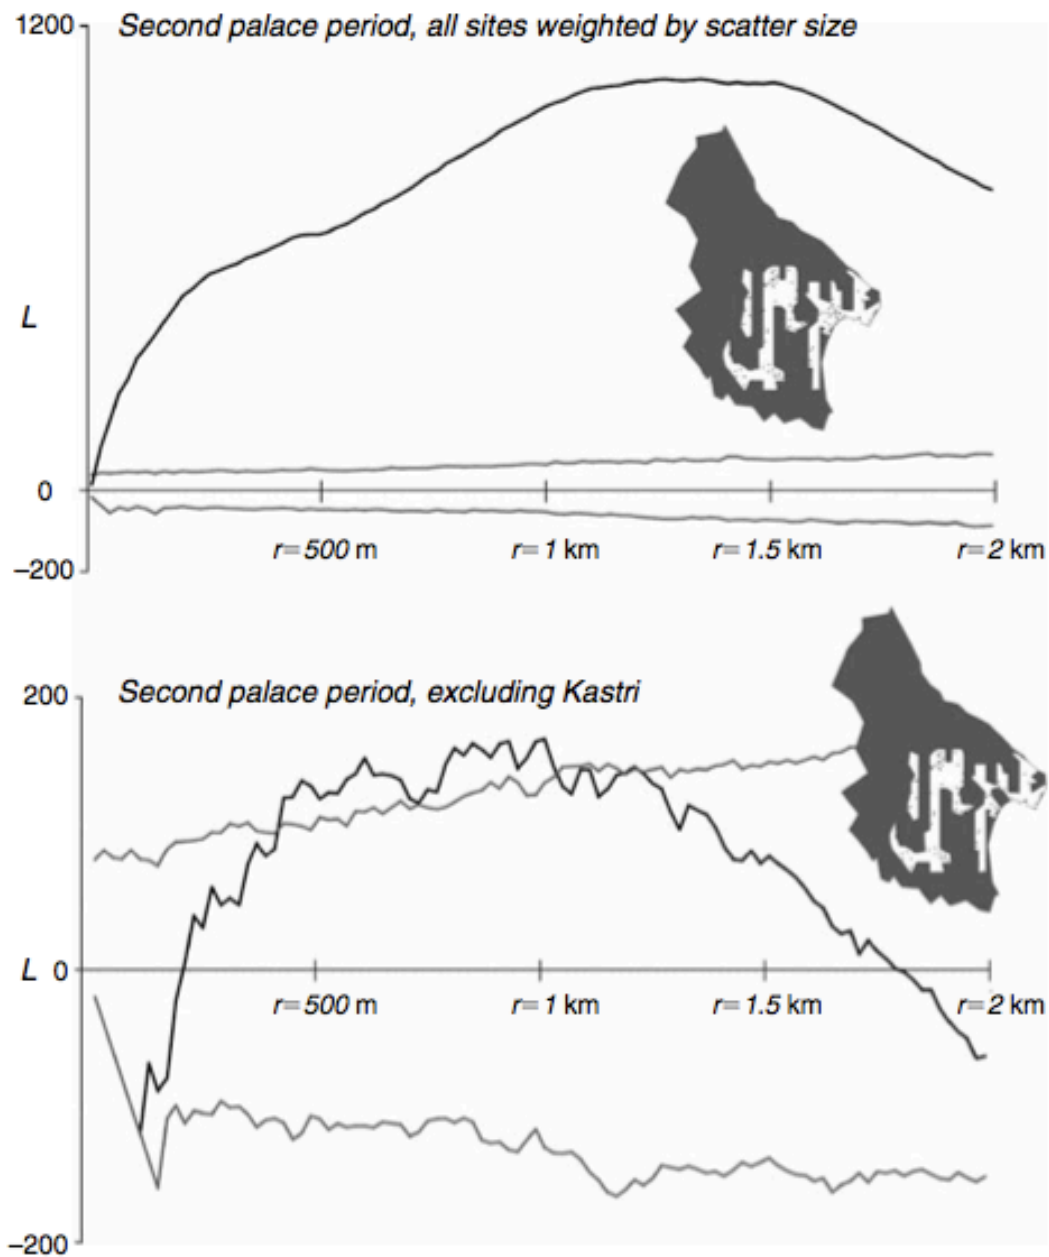 1200
Second palace period, all sites weighted by scatter size
L
0
r=500 m r=1 km r=1.5 km r=2 km
–200
200
Second palace period, excluding Kastri
L 0
r=500 m r=1 km r=1.5 km r=2 km
–200